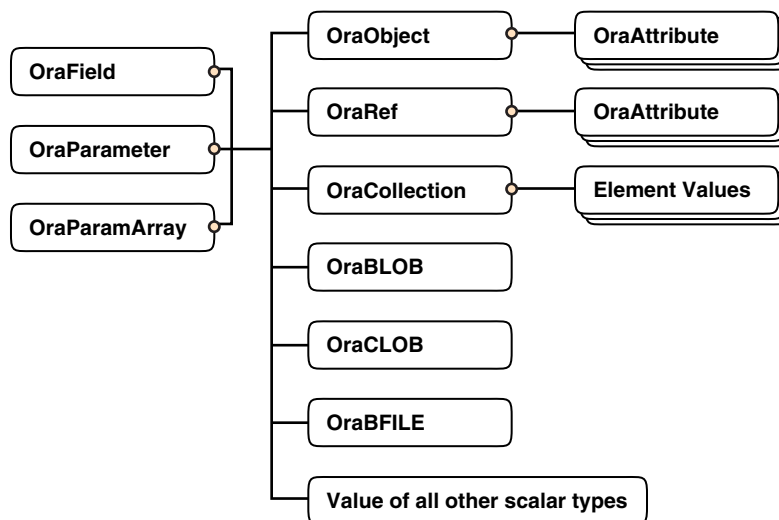 OraField
OraParameter
OraParamArray
OraObject
OraAttribute
OraRef
OraAttribute
OraCollection
Element Values
OraBLOB
OraCLOB
OraBFILE
Value of all other scalar types